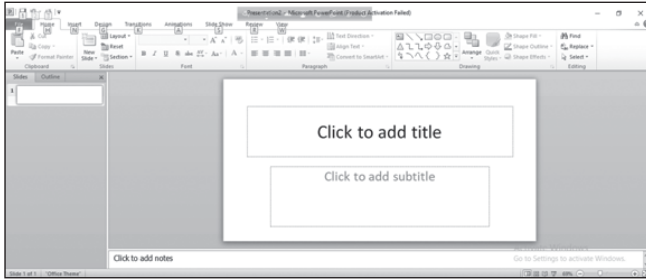 Presentation2 - Microsoft PowerPoint (Product Activation Failed)
File Home Insert Design Transitions Animations Slide Show Review View
Paste
Cut
Copy
Format Painter
Clipboard
New
Slide
Layout
Reset
Section
Slides
Font
Text Direction
Align Text
Convert to SmartArt
Paragraph
Arrange
Quick
Styles
Shape Fill
Shape Outline
Shape Effects
Drawing
Find
Replace
Select
Editing
Slides Outline
1
Click to add title
Click to add subtitle
Click to add notes
Go to Settings to activate Windows.
Slide 1 of 1 "Office Theme" 69%